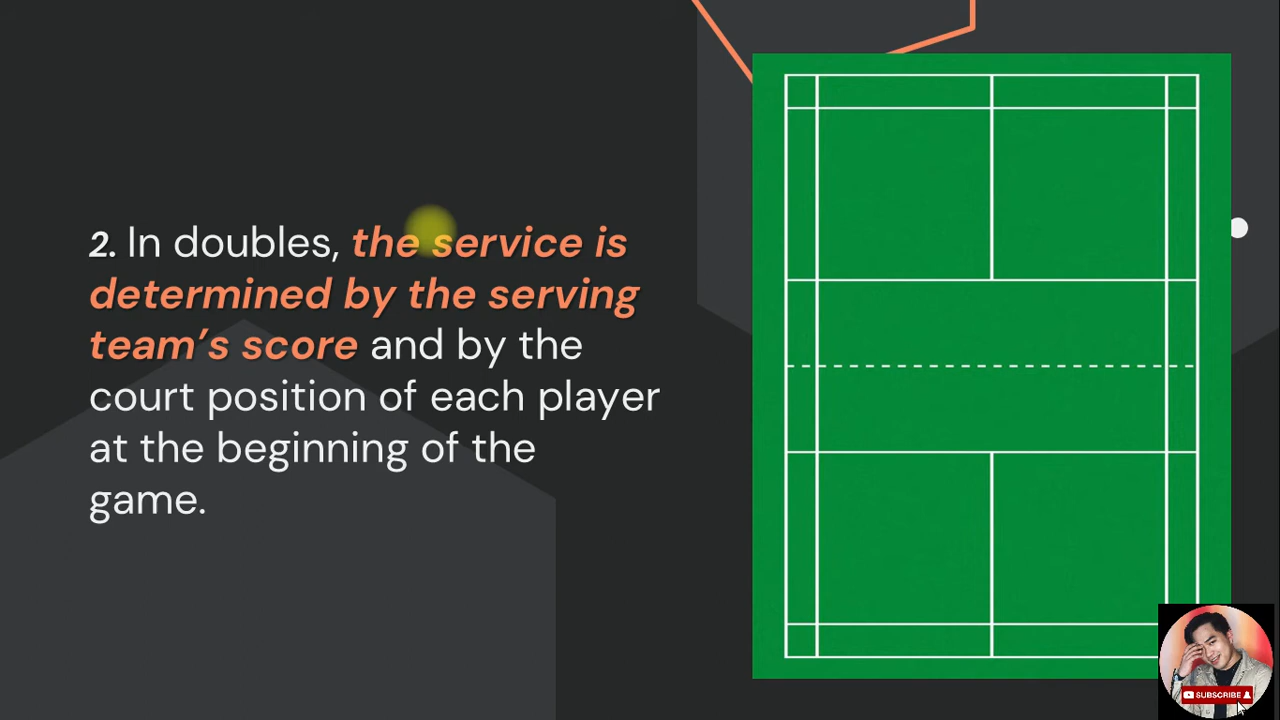 2. In doubles, the service is
determined by the serving
team’s score and by the
court position of each player
at the beginning of the
game.
SUBSCRIBE